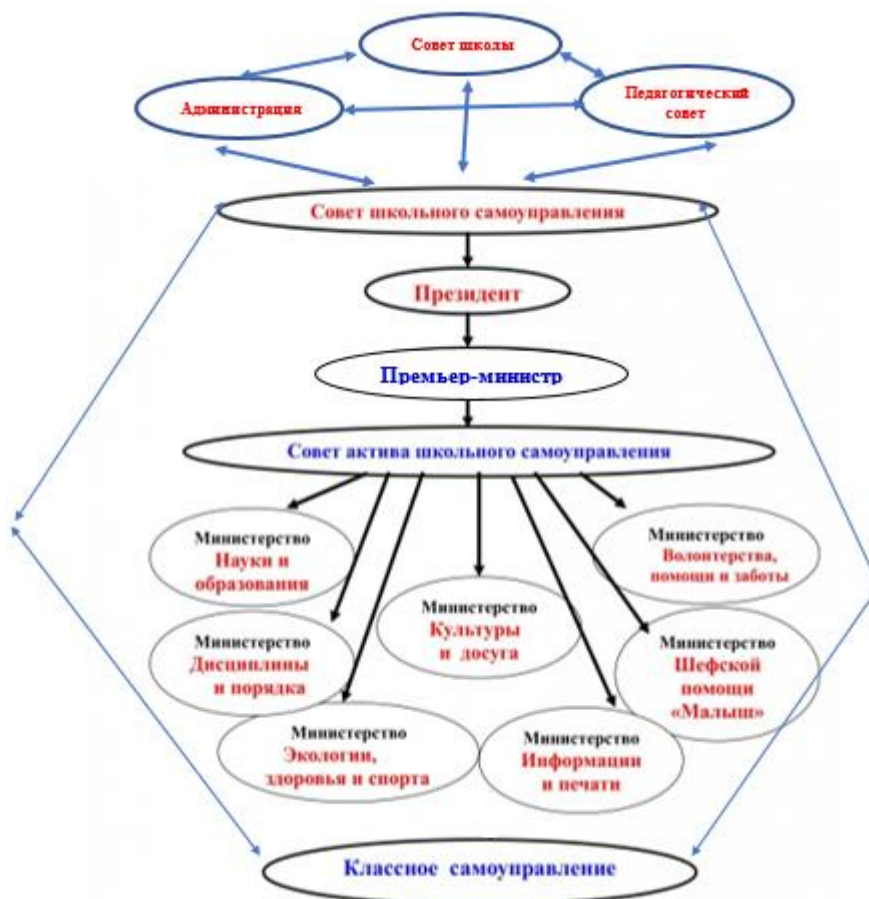 Совет школы
Администрация
Педагогический
совет
Совет школьного самоуправления
Президент
Премьер-министр
Совет актива школьного самоуправления
Министерство
Науки и
образования
Министерство
Волонтерства,
помощи и заботы
Министерство
Культуры
и досуга
Министерство
Дисциплины
и порядка
Министерство
Шефской
помощи
«Малыш»
Министерство
Экологии,
здоровья и спорта
Министерство
Информации
и печати
Классное самоуправление